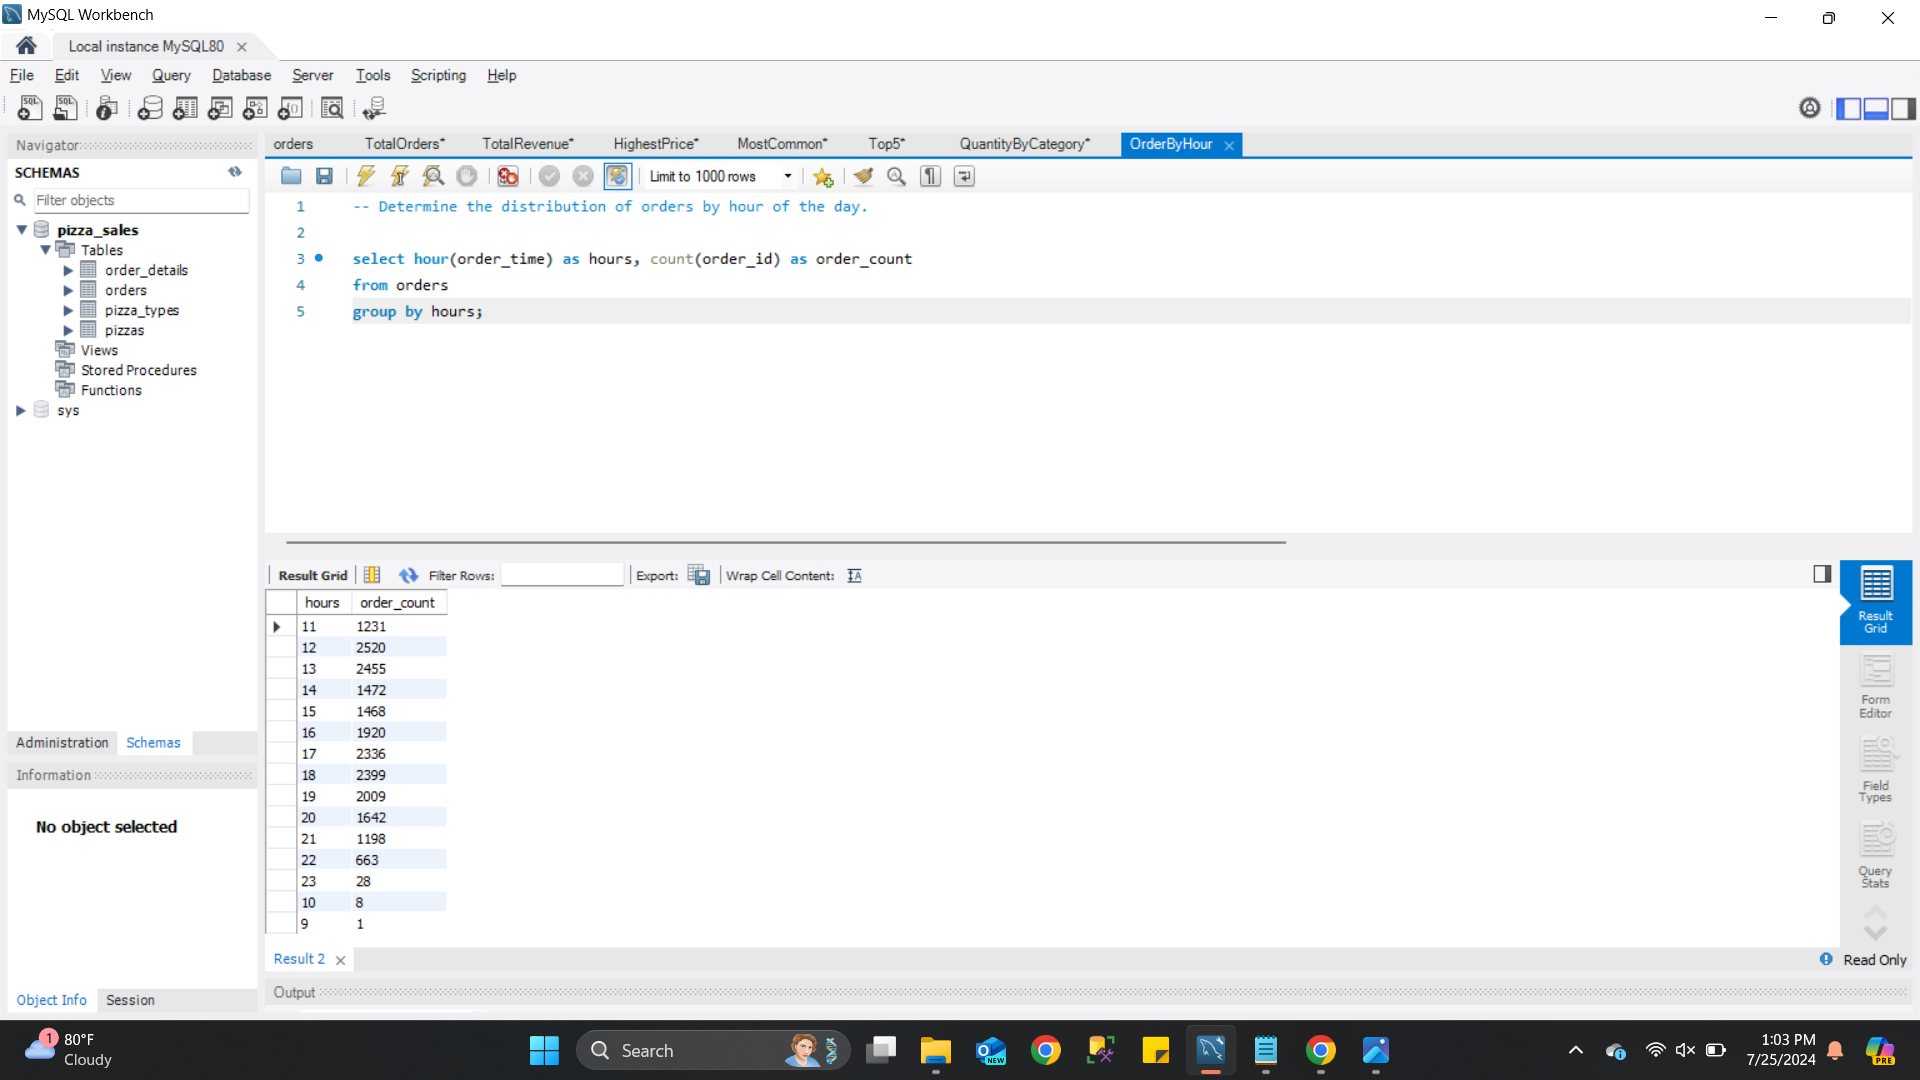 MySQL Workbench
Local instance MySQL80
File Edit View Query Database Server Tools Scripting Help
Navigator
SCHEMAS
Filter objects
pizza_sales
Tables
order_details
orders
pizza_types
pizzas
Views
Stored Procedures
Functions
sys
Administration Schemas
Information
No object selected
Object Info Session
orders TotalOrders* TotalRevenue* HighestPrice* MostCommon* Top5* QuantityByCategory* OrderByHour
Limit to 1000 rows
1 -- Determine the distribution of orders by hour of the day.
2
3 select hour(order_time) as hours, count(order_id) as order_count
4 from orders
5 group by hours;
Result Grid Filter Rows: Export: Wrap Cell Content:
hours order_count
11 1231
12 2520
13 2455
14 1472
15 1468
16 1920
17 2336
18 2399
19 2009
20 1642
21 1198
22 663
23 28
10 8
9 1
Result Grid
Form Editor
Field Types
Query Stats
Result 2
Read Only
Output
1 80°F
Cloudy
Search
NEW
1:03 PM
7/25/2024
PRE